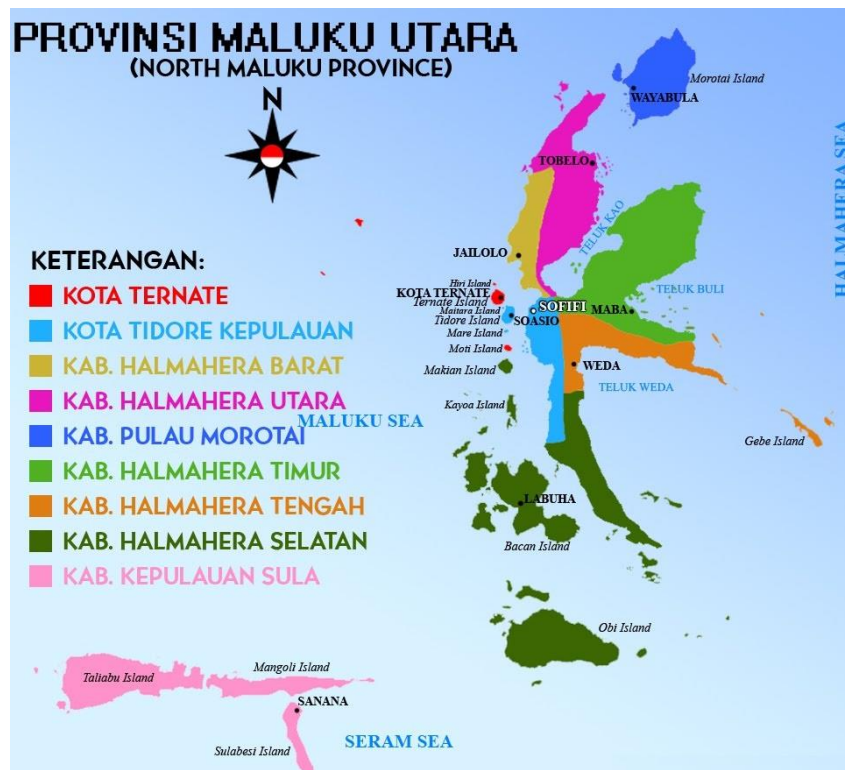 PROVINSI MALUKU UTARA
(NORTH MALUKU PROVINCE)
N
Morotai Island
WAYABULA
TOBELO
HALMAHERA SEA
TELUK KAO
JAILOLO
KETERANGAN:
KOTA TERNATE
KOTA TIDORE KEPULAUAN
KAB. HALMAHERA BARAT
KAB. HALMAHERA UTARA
KAB. PULAU MOROTAI
KAB. HALMAHERA TIMUR
KAB. HALMAHERA TENGAH
KAB. HALMAHERA SELATAN
KAB. KEPULAUAN SULA
Hiri Island
KOTA TERNATE
Ternate Island
Maitara Island
Tidore Island
SOASIO
SOFIFI
MABA
TELUK BULI
Mare Island
Moti Island
Makian Island
WEDA
TELUK WEDA
Kayoa Island
MALUKU SEA
Gebe Island
LABUHA
Bacan Island
Obi Island
Taliabu Island
Mangoli Island
SANANA
Sulabesi Island
SERAM SEA